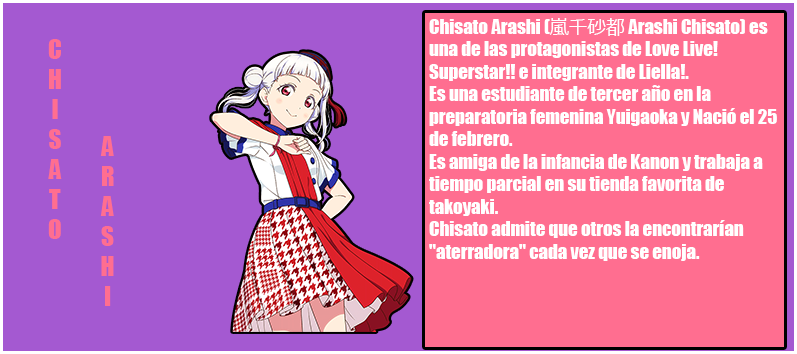 CHISATO
ARASHI
Chisato Arashi (嵐千砂都 Arashi Chisato) es
una de las protagonistas de Love Live!
Superstar!! e integrante de Liella!.
Es una estudiante de tercer año en la
preparatoria femenina Yuigaoka y Nació el 25
de febrero.
Es amiga de la infancia de Kanon y trabaja a
tiempo parcial en su tienda favorita de
takoyaki.
Chisato admite que otros la encontrarían
"aterradora" cada vez que se enoja.